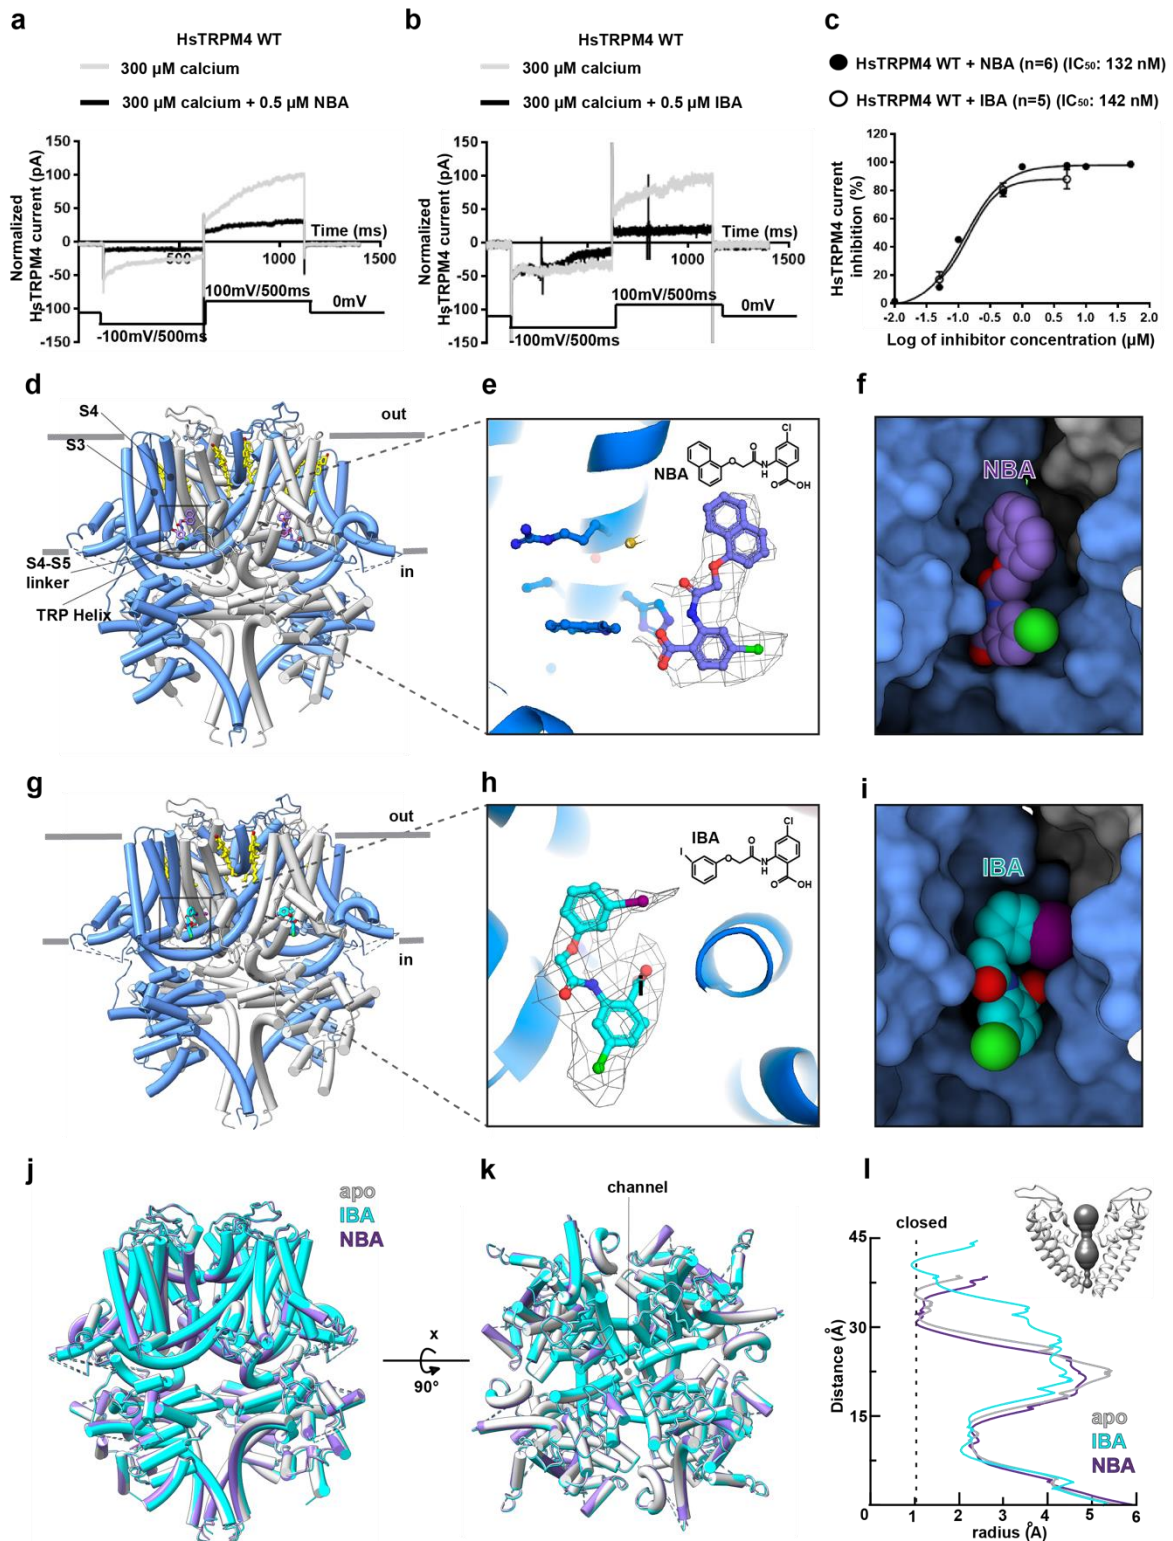 a
HsTRPM4 WT
300 µM calcium
300 µM calcium + 0.5 µM NBA
Normalized
HsTRPM4 current (pA)
150
100
50
0
-50
-100
-150
Time (ms)
500
1000
1500
100mV/500ms
0mV
-100mV/500ms
b
HsTRPM4 WT
300 µM calcium
300 µM calcium + 0.5 µM IBA
Normalized
HsTRPM4 current (pA)
150
100
50
0
-50
-100
-150
Time (ms)
500
1000
1500
100mV/500ms
0mV
-100mV/500ms
c
HsTRPM4 WT + NBA (n=6) (IC50: 132 nM)
HsTRPM4 WT + IBA (n=5) (IC50: 142 nM)
HsTRPM4 current
inhibition (%)
120
100
80
60
40
20
0
-2.0 -1.5 -1.0 -0.5 0.0 0.5 1.0 1.5 2.0
Log of inhibitor concentration (µM)
d
S4
S3
out
S4-S5
linker
in
TRP Helix
e
NBA
Cl
O
O
N
H
O
OH
f
NBA
g
out
in
h
IBA
Cl
I
O
O
N
H
O
OH
i
i
IBA
j
apo
IBA
NBA
x
90°
k
channel
l
closed
45
30
15
0 1 2 3 4 5 6
Distance (Å)
radius (Å)
apo
IBA
NBA